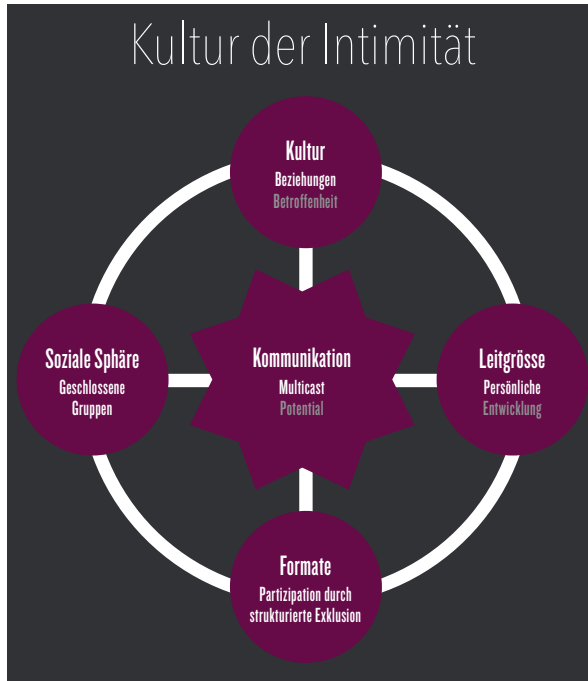 Kultur der Intimität
Kultur
Beziehungen
Betroffenheit
Soziale Sphäre
Geschlossene
Gruppen
Kommunikation
Multicast
Potential
Leitgrösse
Persönliche
Entwicklung
Formate
Partizipation durch
strukturierte Exklusion